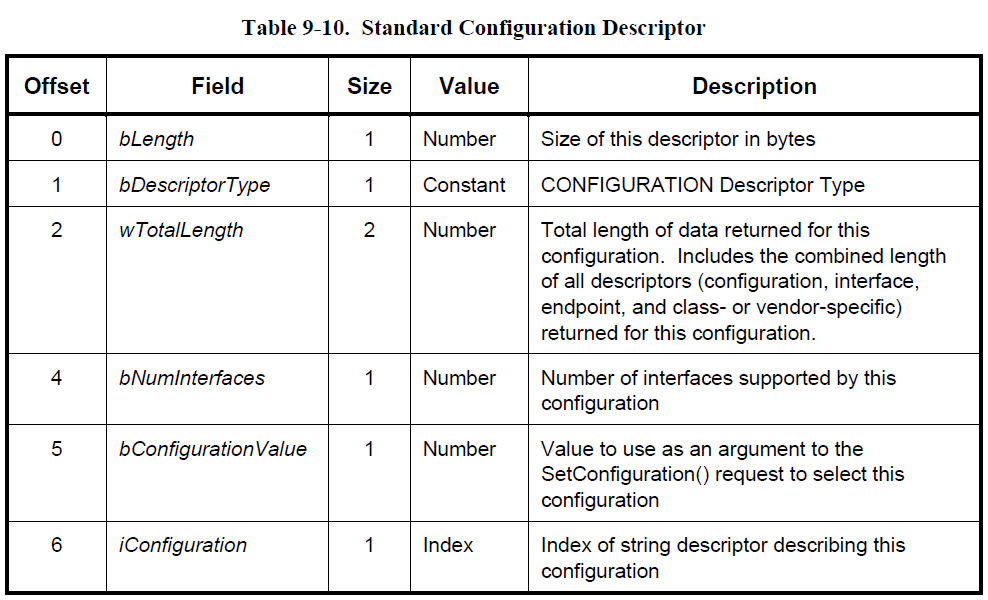 Table 9-10. Standard Configuration Descriptor
Offset Field Size Value Description
0 bLength 1 Number Size of this descriptor in bytes
1 bDescriptorType 1 Constant CONFIGURATION Descriptor Type
2 wTotalLength 2 Number Total length of data returned for this
configuration. Includes the combined length
of all descriptors (configuration, interface,
endpoint, and class- or vendor-specific)
returned for this configuration.
4 bNumInterfaces 1 Number Number of interfaces supported by this
configuration
5 bConfigurationValue 1 Number Value to use as an argument to the
SetConfiguration() request to select this
configuration
6 iConfiguration 1 Index Index of string descriptor describing this
configuration